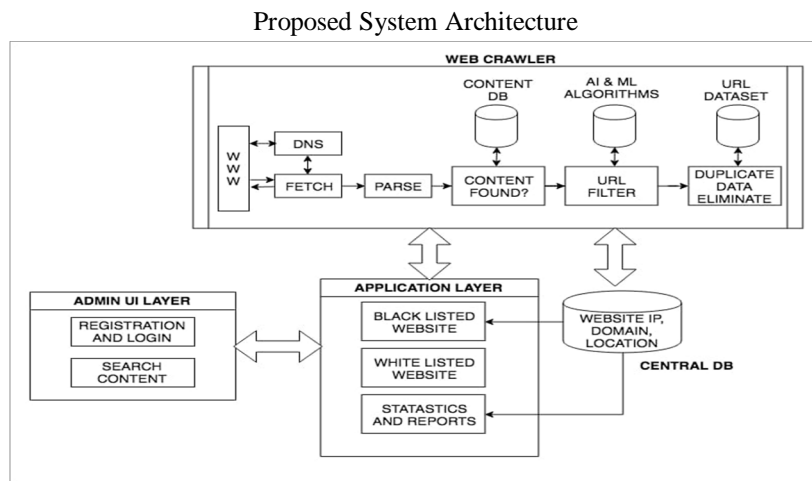 Proposed System Architecture
WEB CRAWLER
CONTENT
DB
AI & ML
ALGORITHMS
URL
DATASET
W
W
W
DNS
FETCH
PARSE
CONTENT
FOUND?
URL
FILTER
DUPLICATE
DATA
ELIMINATE
ADMIN UI LAYER
REGISTRATION
AND LOGIN
SEARCH
CONTENT
APPLICATION LAYER
BLACK LISTED
WEBSITE
WHITE LISTED
WEBSITE
STATASTICS
AND REPORTS
WEBSITE IP,
DOMAIN,
LOCATION
CENTRAL DB